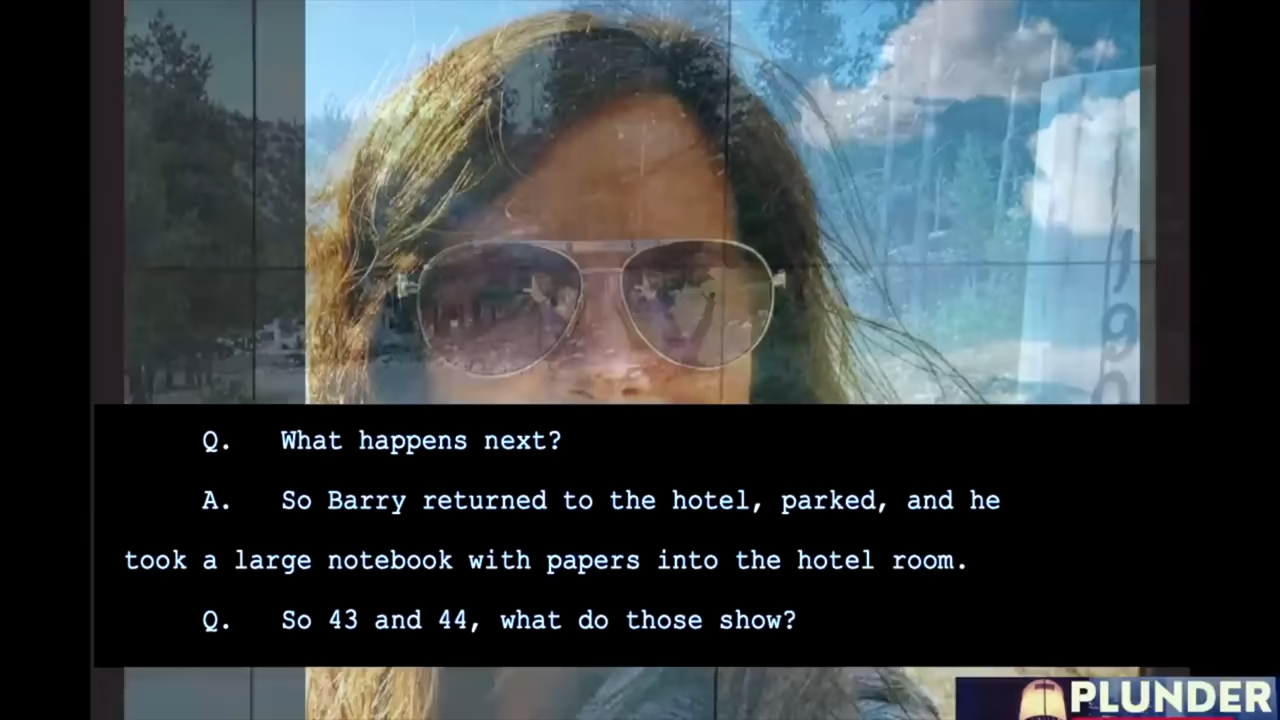 Q. What happens next?
A. So Barry returned to the hotel, parked, and he
took a large notebook with papers into the hotel room.
Q. So 43 and 44, what do those show?
PLUNDER